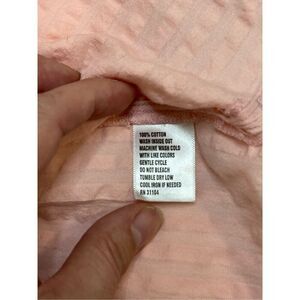 100% COTTON
WASH INSIDE OUT
MACHINE WASH COLD
WITH LIKE COLORS
GENTLE CYCLE
DO NOT BLEACH
TUMBLE DRY LOW
COOL IRON IF NEEDED
RN 31104